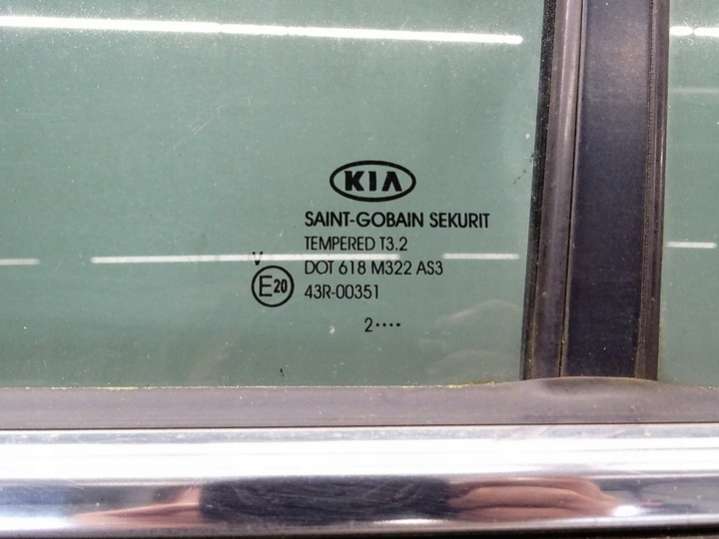 KIA
SAINT-GOBAIN SEKURIT
TEMPERED T3.2
V
DOT 618 M322 AS3
E20
43R-00351
2····